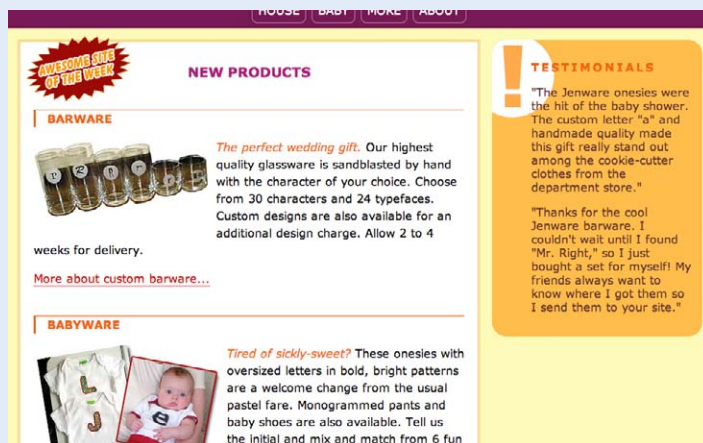 HOUSE BABY MORE ABOUT
AWESOME SITE
OF THE WEEK
NEW PRODUCTS
BARWARE
The perfect wedding gift. Our highest
quality glassware is sandblasted by hand
with the character of your choice. Choose
from 30 characters and 24 typefaces.
Custom designs are also available for an
additional design charge. Allow 2 to 4
weeks for delivery.
More about custom barware...
BABYWARE
Tired of sickly-sweet? These onesies with
oversized letters in bold, bright patterns
are a welcome change from the usual
pastel fare. Monogrammed pants and
baby shoes are also available. Tell us
the initial and mix and match from 6 fun
L
J
e
!
TESTIMONIALS
"The Jenware onesies were
the hit of the baby shower.
The custom letter "a" and
handmade quality made
this gift really stand out
among the cookie-cutter
clothes from the
department store."
"Thanks for the cool
Jenware barware. I
couldn't wait until I found
"Mr. Right," so I just
bought a set for myself! My
friends always want to
know where I got them so
I send them to your site."